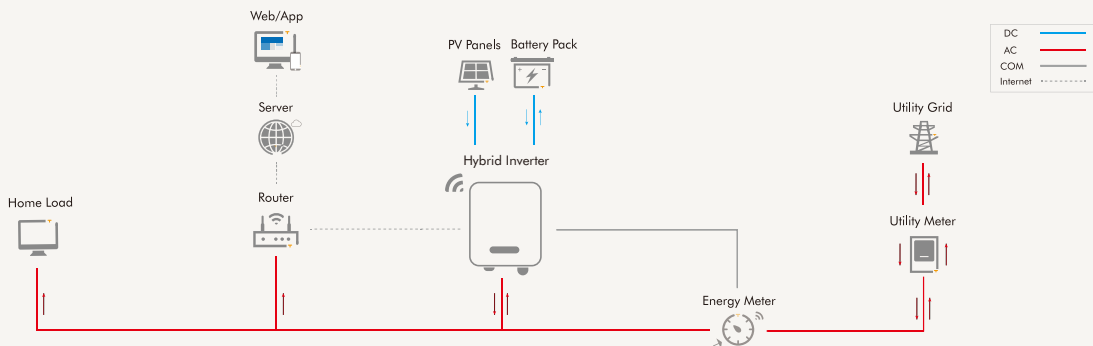 Web/App
DC
AC
COM
Internet
PV Panels
Battery Pack
Server
Utility Grid
Hybrid Inverter
Home Load
Router
Utility Meter
Energy Meter